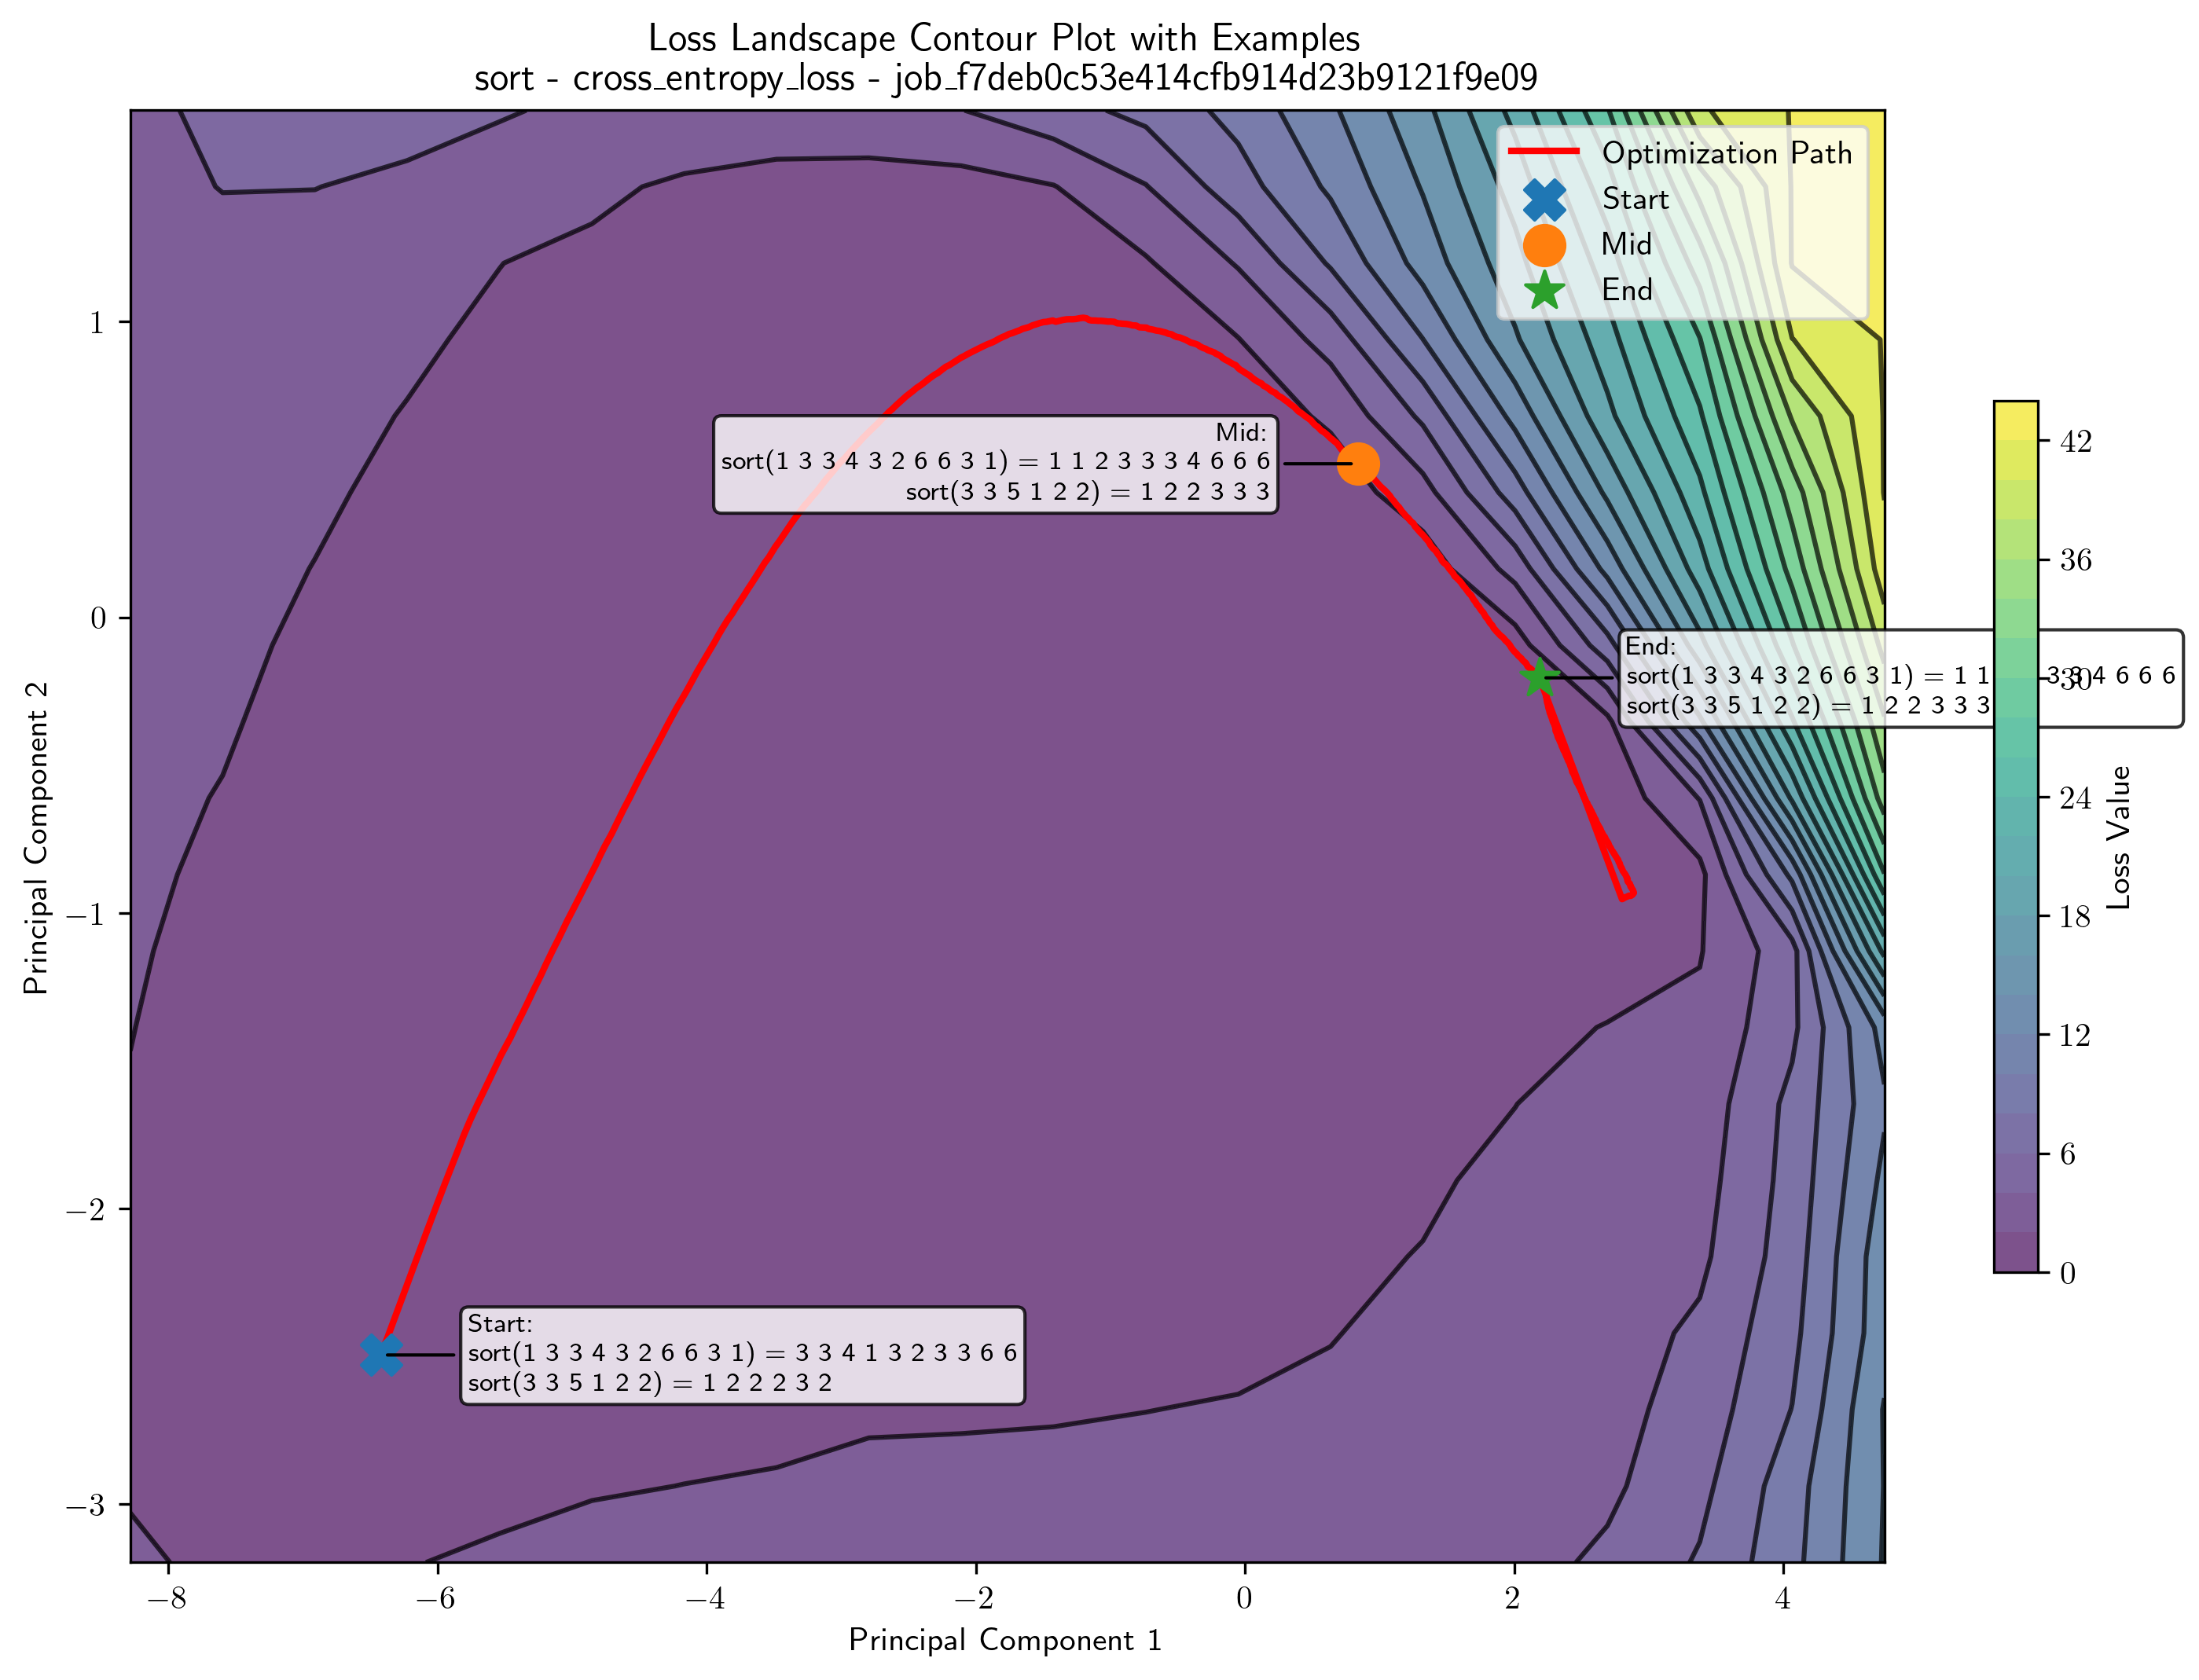 Loss Landscape Contour Plot with Examples
sort - cross_entropy_loss - job_f7deb0c53e414cfb914d23b9121f9e09
Optimization Path
Start
Mid
End
Mid:
sort(1 3 3 4 3 2 6 6 3 1) = 1 1 2 3 3 3 4 6 6 6
sort(3 3 5 1 2 2) = 1 2 2 3 3 3
End:
sort(1 3 3 4 3 2 6 6 3 1) = 1 1 3 3 4 6 6 6
sort(3 3 5 1 2 2) = 1 2 2 3 3 3
Start:
sort(1 3 3 4 3 2 6 6 3 1) = 3 3 4 1 3 2 3 3 6 6
sort(3 3 5 1 2 2) = 1 2 2 2 3 2
1
0
−1
−2
−3
Principal Component 2
−8
−6
−4
−2
0
2
4
Principal Component 1
42
36
30
24
18
12
6
0
Loss Value